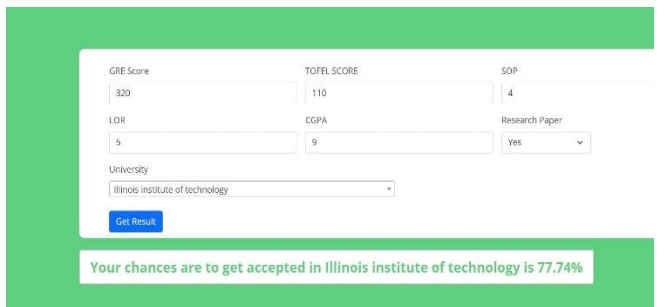 GRE Score TOFEL SCORE SOP
320 110 4
LOR CGPA Research Paper
5 9 Yes
University
Illinois institute of technology
Get Result
Your chances are to get accepted in Illinois institute of technology is 77.74%